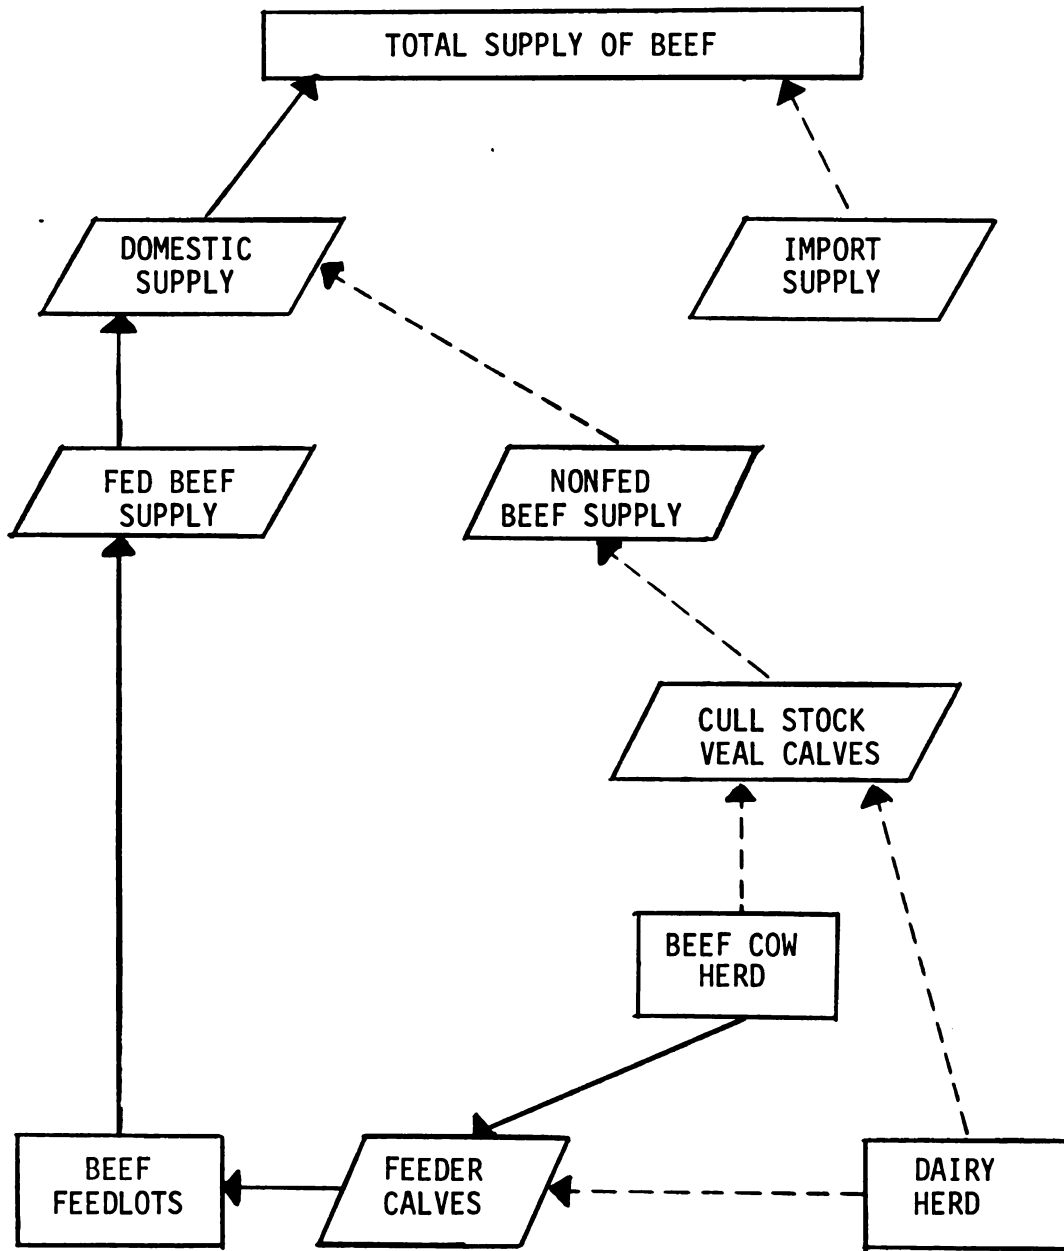 TOTAL SUPPLY OF BEEF
DOMESTIC
SUPPLY
IMPORT
SUPPLY
FED BEEF
SUPPLY
NONFED
BEEF SUPPLY
CULL STOCK
VEAL CALVES
BEEF COW
HERD
BEEF
FEEDLOTS
FEEDER
CALVES
DAIRY
HERD